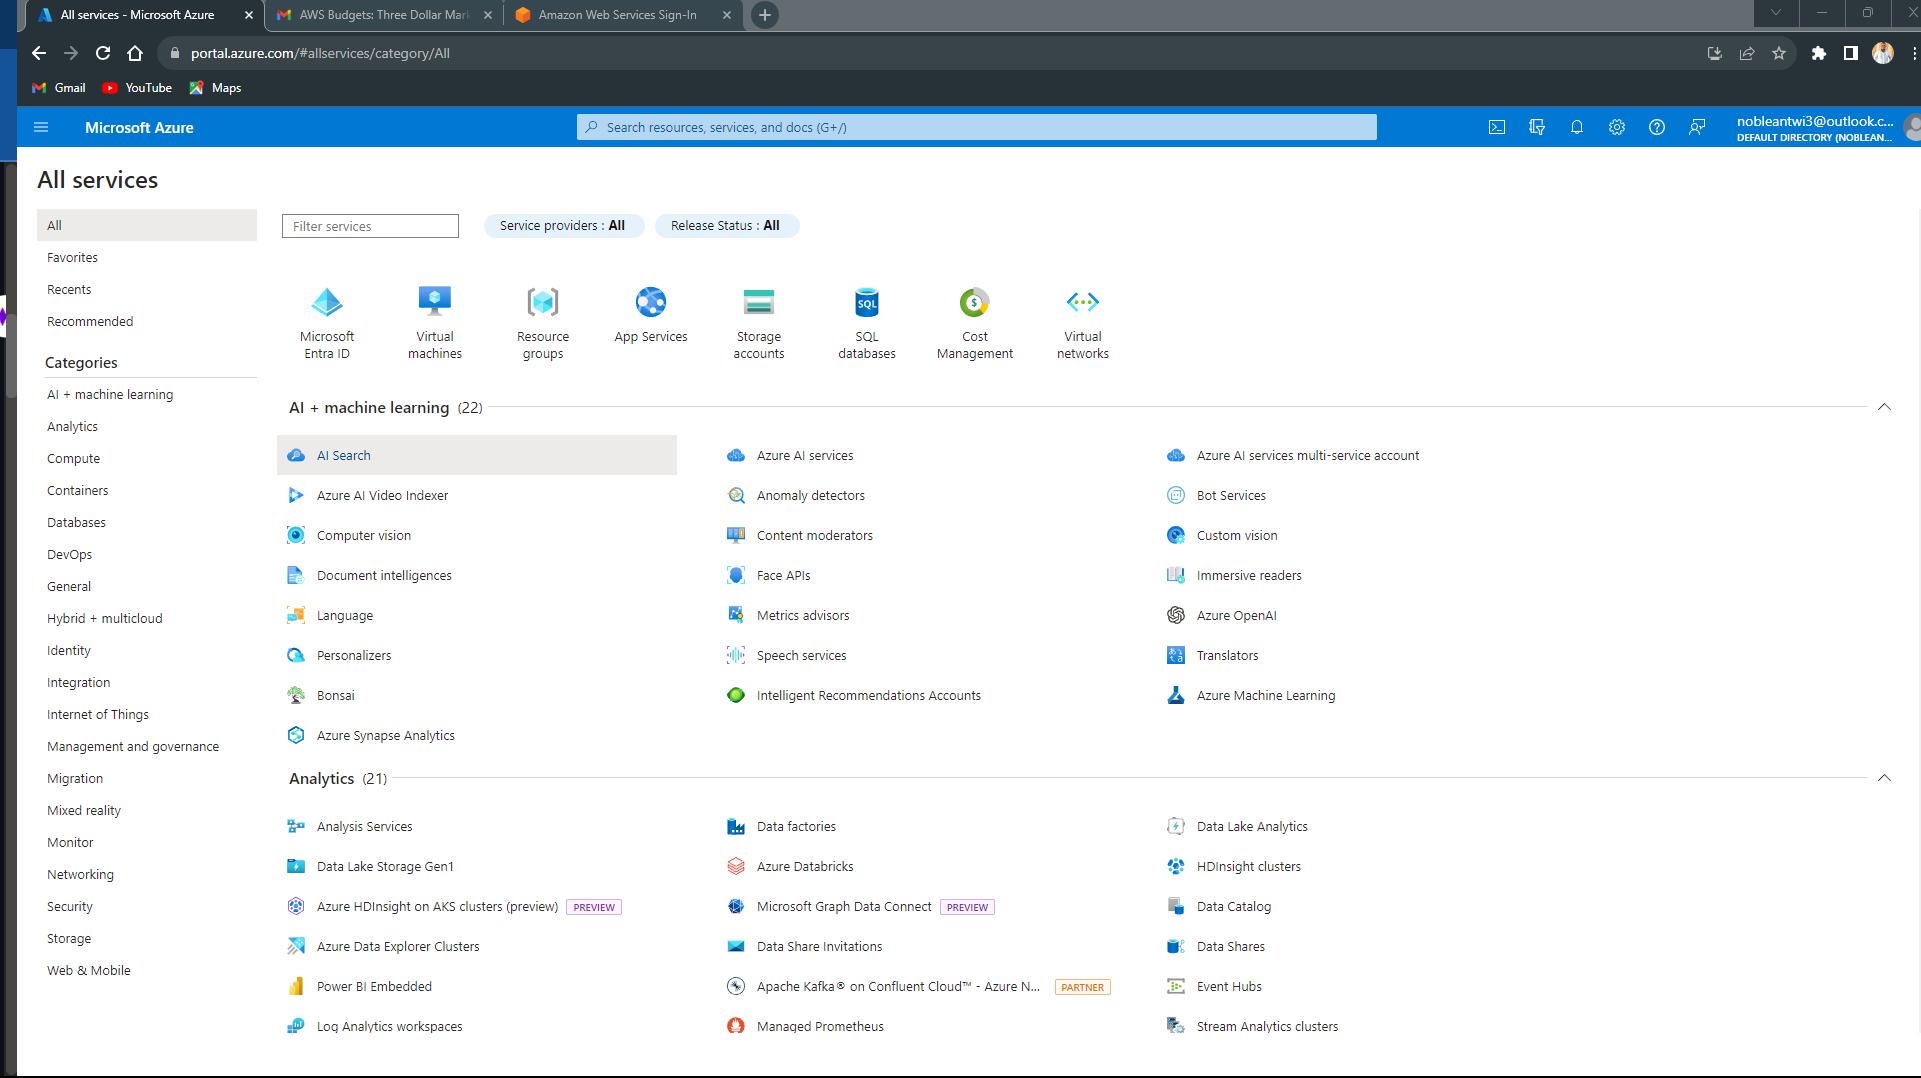 All services - Microsoft Azure
AWS Budgets: Three Dollar Mark
Amazon Web Services Sign-In
portal.azure.com/#allservices/category/All
Gmail
YouTube
Maps
Microsoft Azure
Search resources, services, and docs (G+/)
nobleantwi3@outlook.c...
DEFAULT DIRECTORY (NOBLEAN...
All services
All
Favorites
Recents
Recommended
Categories
AI + machine learning
Analytics
Compute
Containers
Databases
DevOps
General
Hybrid + multicloud
Identity
Integration
Internet of Things
Management and governance
Migration
Mixed reality
Monitor
Networking
Security
Storage
Web & Mobile
Filter services
Service providers : All
Release Status : All
Microsoft
Entra ID
Virtual
machines
Resource
groups
App Services
Storage
accounts
SQL
SQL
databases
Cost
Management
Virtual
networks
AI + machine learning (22)
AI Search
Azure AI services
Azure AI services multi-service account
Azure AI Video Indexer
Anomaly detectors
Bot Services
Computer vision
Content moderators
Custom vision
Document intelligences
Face APIs
Immersive readers
Language
Metrics advisors
Azure OpenAI
Personalizers
Speech services
Translators
Bonsai
Intelligent Recommendations Accounts
Azure Machine Learning
Azure Synapse Analytics
Analytics (21)
Analysis Services
Data factories
Data Lake Analytics
Data Lake Storage Gen1
Azure Databricks
HDInsight clusters
Azure HDInsight on AKS clusters (preview) PREVIEW
Microsoft Graph Data Connect PREVIEW
Data Catalog
Azure Data Explorer Clusters
Data Share Invitations
Data Shares
Power BI Embedded
Apache Kafka® on Confluent Cloud™ - Azure N... PARTNER
Event Hubs
Log Analytics workspaces
Managed Prometheus
Stream Analytics clusters